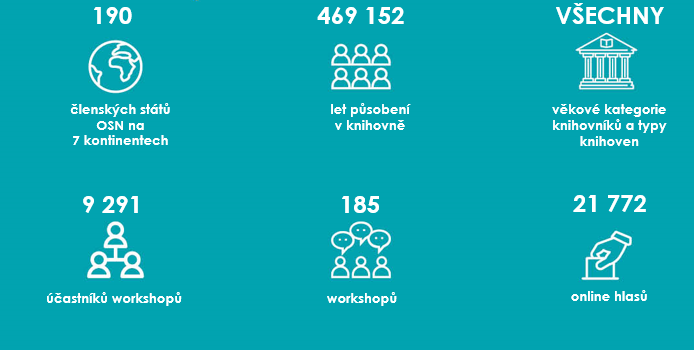 190
členských států
OSN na
7 kontinentech
469 152
let působení
v knihovně
VŠECHNY
věkové kategorie
knihovníků a typy
knihoven
9 291
účastníků workshopů
185
workshopů
21 772
online hlasů